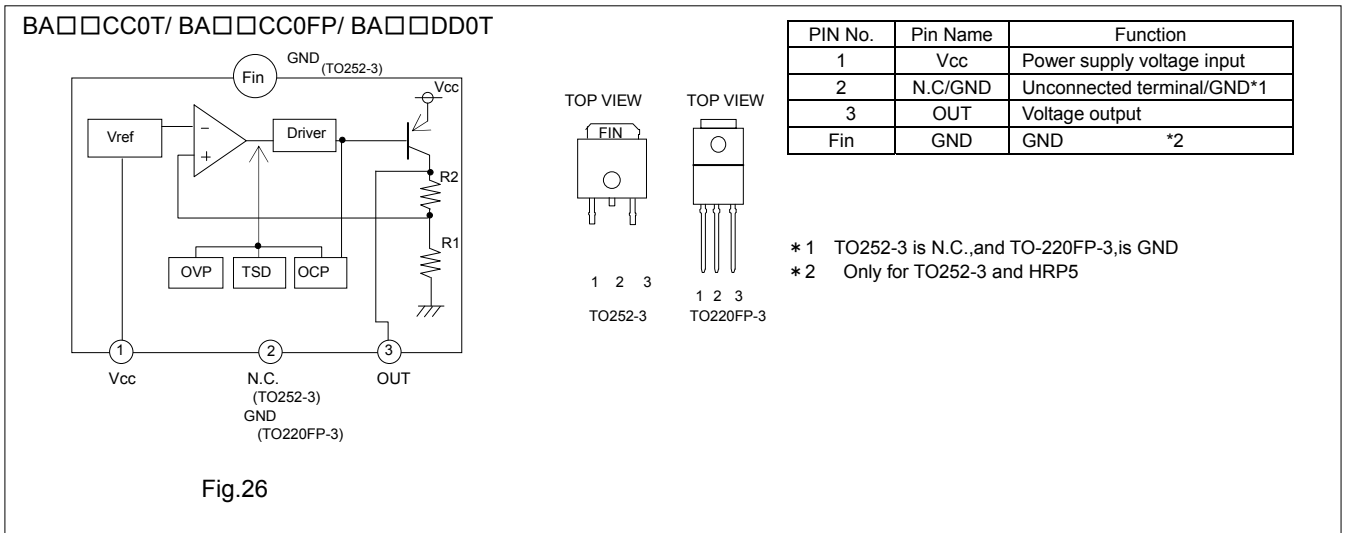 BA□□CC0T/ BA□□CC0FP/ BA□□DD0T
Fin
GND
(TO252-3)
Vcc
Vref
−
+
Driver
R2
R1
OVP
TSD
OCP
1
2
3
Vcc
N.C.
(TO252-3)
GND
(TO220FP-3)
OUT
Fig.26
TOP VIEW
FIN
1 2 3
TO252-3
TOP VIEW
1 2 3
TO220FP-3
PIN No. Pin Name Function
1 Vcc Power supply voltage input
2 N.C/GND Unconnected terminal/GND*1
3 OUT Voltage output
Fin GND GND *2
*1 TO252-3 is N.C.,and TO-220FP-3,is GND
*2 Only for TO252-3 and HRP5